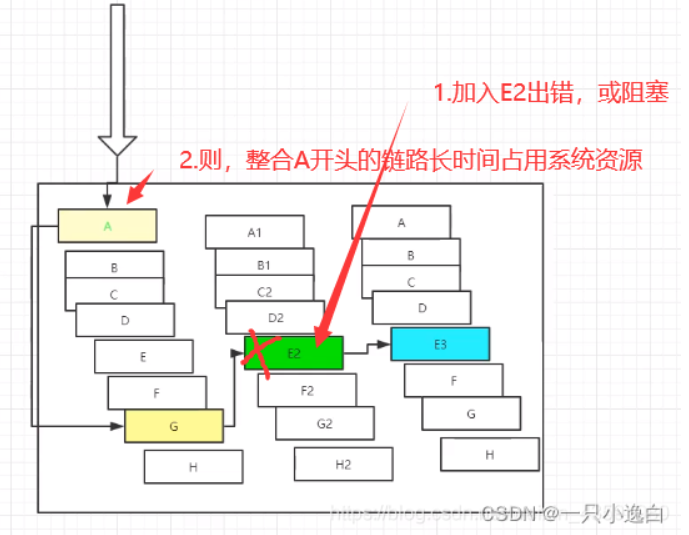 1.加入E2出错，或阻塞
2.则，整合A开头的链路长时间占用系统资源
A
B
C
D
E
F
G
H
A1
B1
C2
D2
E2
F2
G2
H2
A
B
C
D
E3
F
G
H
https://blog.csdn.
CSDN @一只小逸白